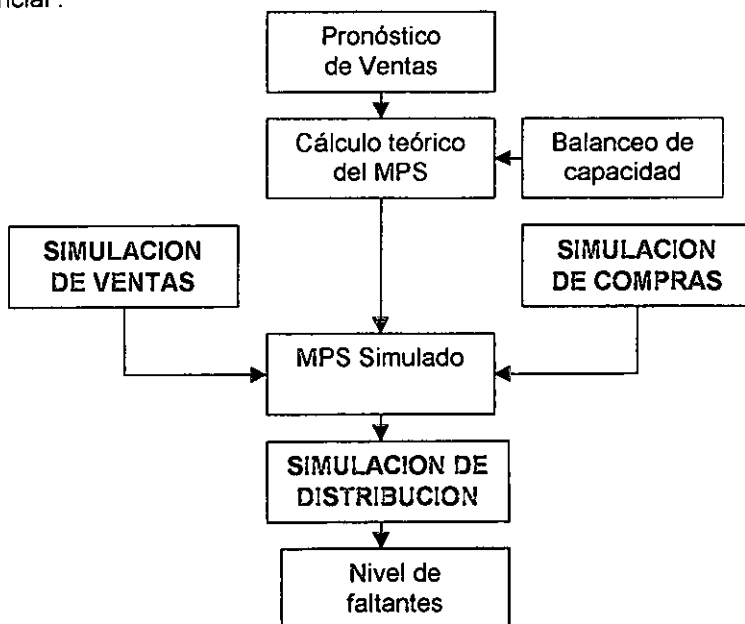 Pronóstico
de Ventas
Cálculo teórico
del MPS
Balanceo de
capacidad
SIMULACION
DE VENTAS
SIMULACION
DE COMPRAS
MPS Simulado
SIMULACION DE
DISTRIBUCION
Nivel de
faltantes